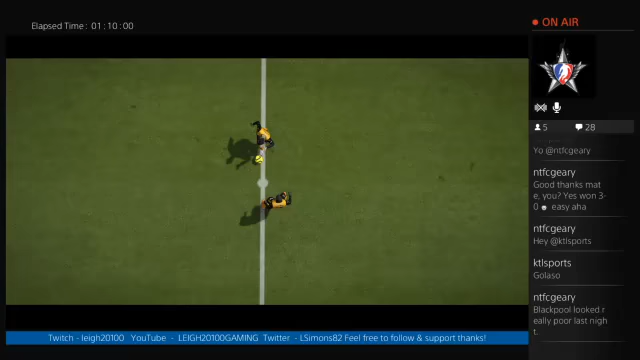 Elapsed Time : 01:10:00
ON AIR
5
28
Yo @ntfcgeary
ntfcgeary
Good thanks mat
e, you? Yes won 3-
0 easy aha
ntfcgeary
Hey @ktlsports
ktlsports
Golaso
ntfcgeary
Blackpool looked r
eally poor last nigh
t.
Twitch - leigh20100 YouTube - LEIGH20100GAMING Twitter - LSimons82 Feel free to follow & support thanks!